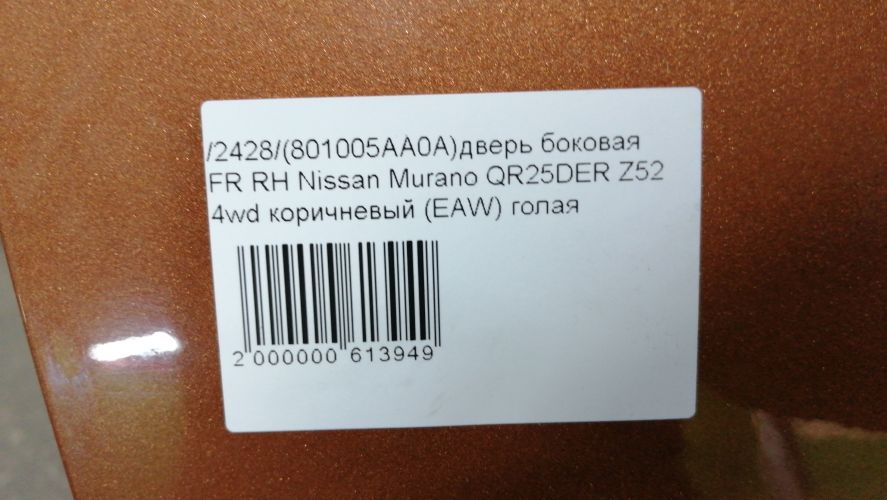 /2428/(801005AA0A)дверь боковая
FR RH Nissan Murano QR25DER Z52
4wd коричневый (EAW) голая
2 000000 613949